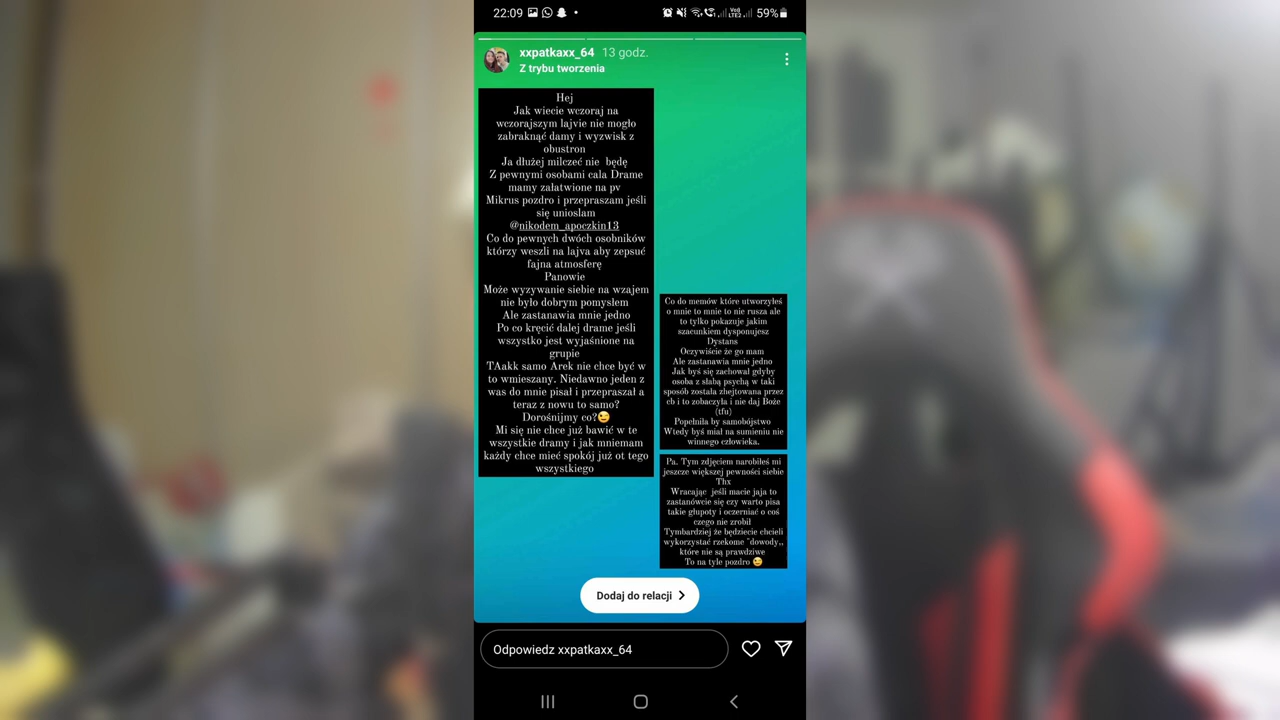 22:09
Vo))
LTE2
59%
xxpatkaxx_64 13 godz.
Z trybu tworzenia
Hej
Jak wiecie wczoraj na
wczorajszym lajvie nie mogło
zabraknąć damy i wyzwisk z
obustron
Ja dłużej milczeć nie będę
Z pewnymi osobami cala Drame
mamy załatwione na pv
Mikrus pozdro i przepraszam jeśli
się uniosłam
@nikodem_apoczkin13
Co do pewnych dwóch osobników
którzy weszli na lajva aby zepsuć
fajna atmosferę
Panowie
Może wyzywanie siebie na wzajem
nie było dobrym pomysłem
Ale zastanawia mnie jedno
Po co kręcić dalej drame jeśli
wszystko jest wyjaśnione na
grupie
TAakk samo Arek nie chce być w
to wmieszany. Niedawno jeden z
was do mnie pisał i przepraszał a
teraz z nowu to samo?
Dorośnijmy co?😉
Mi się nie chce już bawić w te
wszystkie dramy i jak mniemam
każdy chce mieć spokój już ot tego
wszystkiego
Co do memów które utworzyłeś
o mnie to mnie to nie rusza ale
to tylko pokazuje jakim
szacunkiem dysponujesz
Dystans
Oczywiście że go mam
Ale zastanawia mnie jedno
Jak byś się zachował gdyby
osoba z słabą psychą w taki
sposób została zhejtowana przez
cb i to zobaczyła i nie daj Boże
(tfu)
Popełniła by samobójstwo
Wtedy byś miał na sumieniu nie
winnego człowieka.
Pa. Tym zdjęciem narobiłeś mi
jeszcze większej pewności siebie
Thx
Wracając jeśli macie jaja to
zastanówcie się czy warto pisa
takie głupoty i oczerniać o coś
czego nie zrobił
Tymbardziej że będziecie chcieli
wykorzystać rzekome "dowody,,
które nie są prawdziwe
To na tyle pozdro 😉
Dodaj do relacji
Odpowiedz xxpatkaxx_64